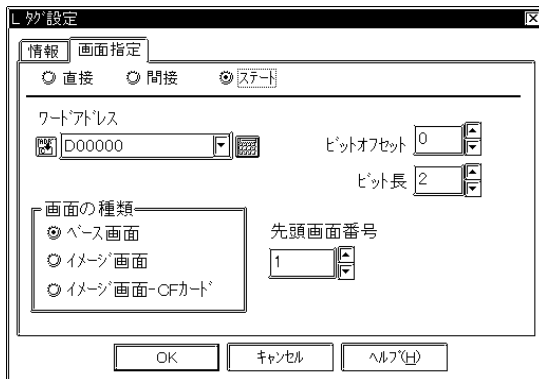 L ﾀｸﾞ設定
情報 画面指定
直接 間接 ｽﾃｰﾄ
ﾜｰﾄﾞｱﾄﾞﾚｽ
D00000
ﾋﾞｯﾄｵﾌｾｯﾄ 0
ﾋﾞｯﾄ長 2
画面の種類
ﾍﾞｰｽ画面
ｲﾒｰｼﾞ画面
ｲﾒｰｼﾞ画面-CFｶｰﾄﾞ
先頭画面番号
1
OK ｷｬﾝｾﾙ ﾍﾙﾌﾟ(H)